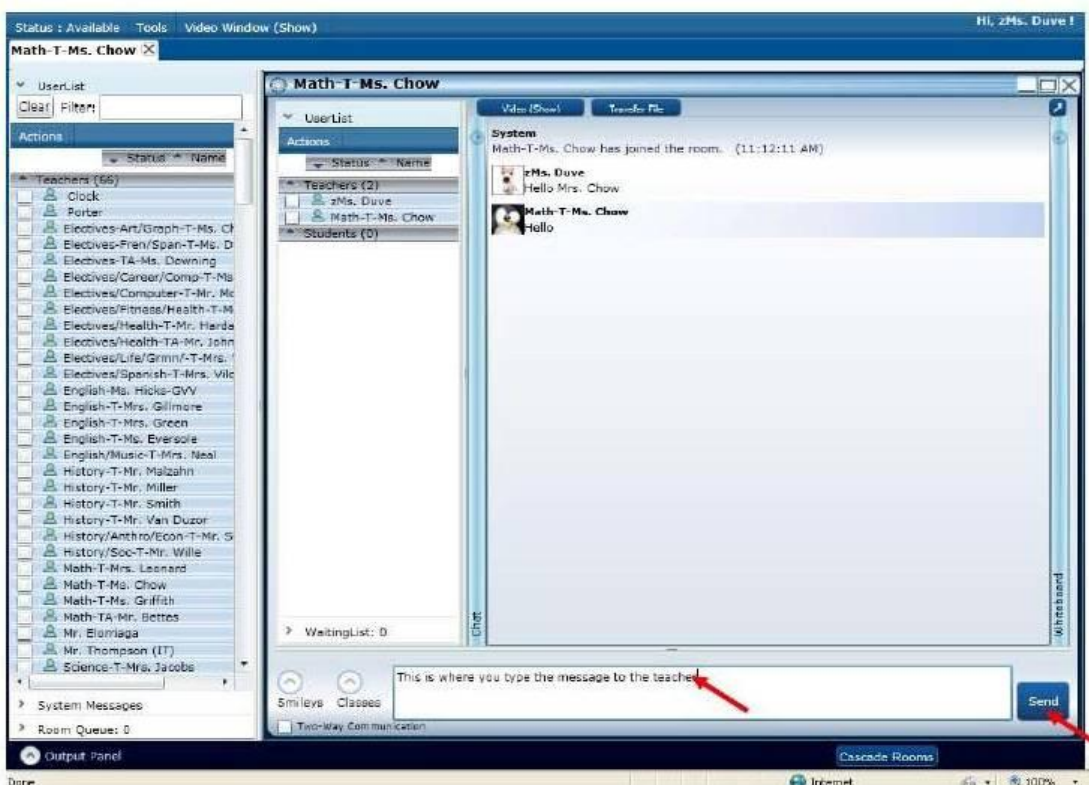 Status : Available Tools Video Window (Show)
Hi, zMs. Duve !
Math-T-Ms. Chow
UserList
Clear Filter:
Actions
Status Name
Teachers (66)
Clock
Porter
Electives-Art/Graph-T-Ms. Ch
Electives-Fren/Span-T-Ms. D
Electives-TA-Ms. Downing
Electives/Career/Comp-T-Ms
Electives/Computer-T-Mr. Mc
Electives/Fitness/Health-T-M
Electives/Health-T-Mr. Harda
Electives/Health-TA-Mr. John
Electives/Life/Grmn/-T-Mrs.
Electives/Spanish-T-Mrs. Vilc
English-Ms. Hicks-GVV
English-T-Mrs. Gillmore
English-T-Mrs. Green
English-T-Ms. Eversole
English/Music-T-Mrs. Neal
History-T-Mr. Malzahn
History-T-Mr. Miller
History-T-Mr. Smith
History-T-Mr. Van Duzor
History/Anthro/Econ-T-Mr. S
History/Soc-T-Mr. Wille
Math-T-Mrs. Leonard
Math-T-Ms. Chow
Math-T-Ms. Griffith
Math-TA-Mr. Bettes
Mr. Elorriaga
Mr. Thompson (IT)
Science-T-Mrs. Jacobs
System Messages
Room Queue: 0
Math-T-Ms. Chow
UserList
Actions
Status Name
Teachers (2)
zMs. Duve
Math-T-Ms. Chow
Students (0)
WaitingList: 0
Video (Show) Transfer File
System
Math-T-Ms. Chow has joined the room. (11:12:11 AM)
zMs. Duve
Hello Mrs. Chow
Math-T-Ms. Chow
Hello
Chat
Whiteboard
Smileys Classes
This is where you type the message to the teacher
Send
Two-Way Communication
Output Panel
Cascade Rooms
Done
Internet
100%